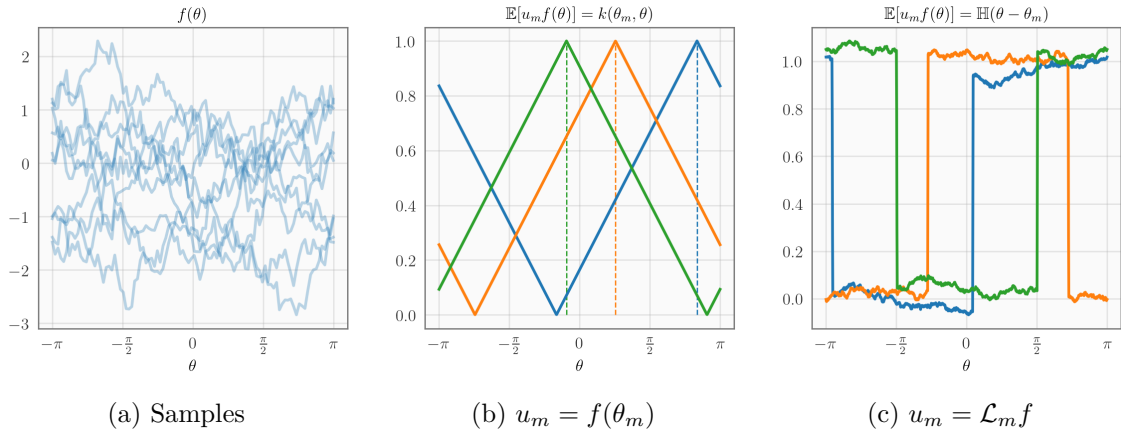 f(θ)
2
1
0
−1
−2
−3
−π
−π/2
0
π/2
π
θ
(a) Samples
𝔼[u_m f(θ)] = k(θ_m, θ)
1.0
0.8
0.6
0.4
0.2
0.0
−π
−π/2
0
π/2
π
θ
(b) u_m = f(θ_m)
𝔼[u_m f(θ)] = ℍ(θ − θ_m)
1.0
0.8
0.6
0.4
0.2
0.0
−π
−π/2
0
π/2
π
θ
(c) u_m = ℒ_m f